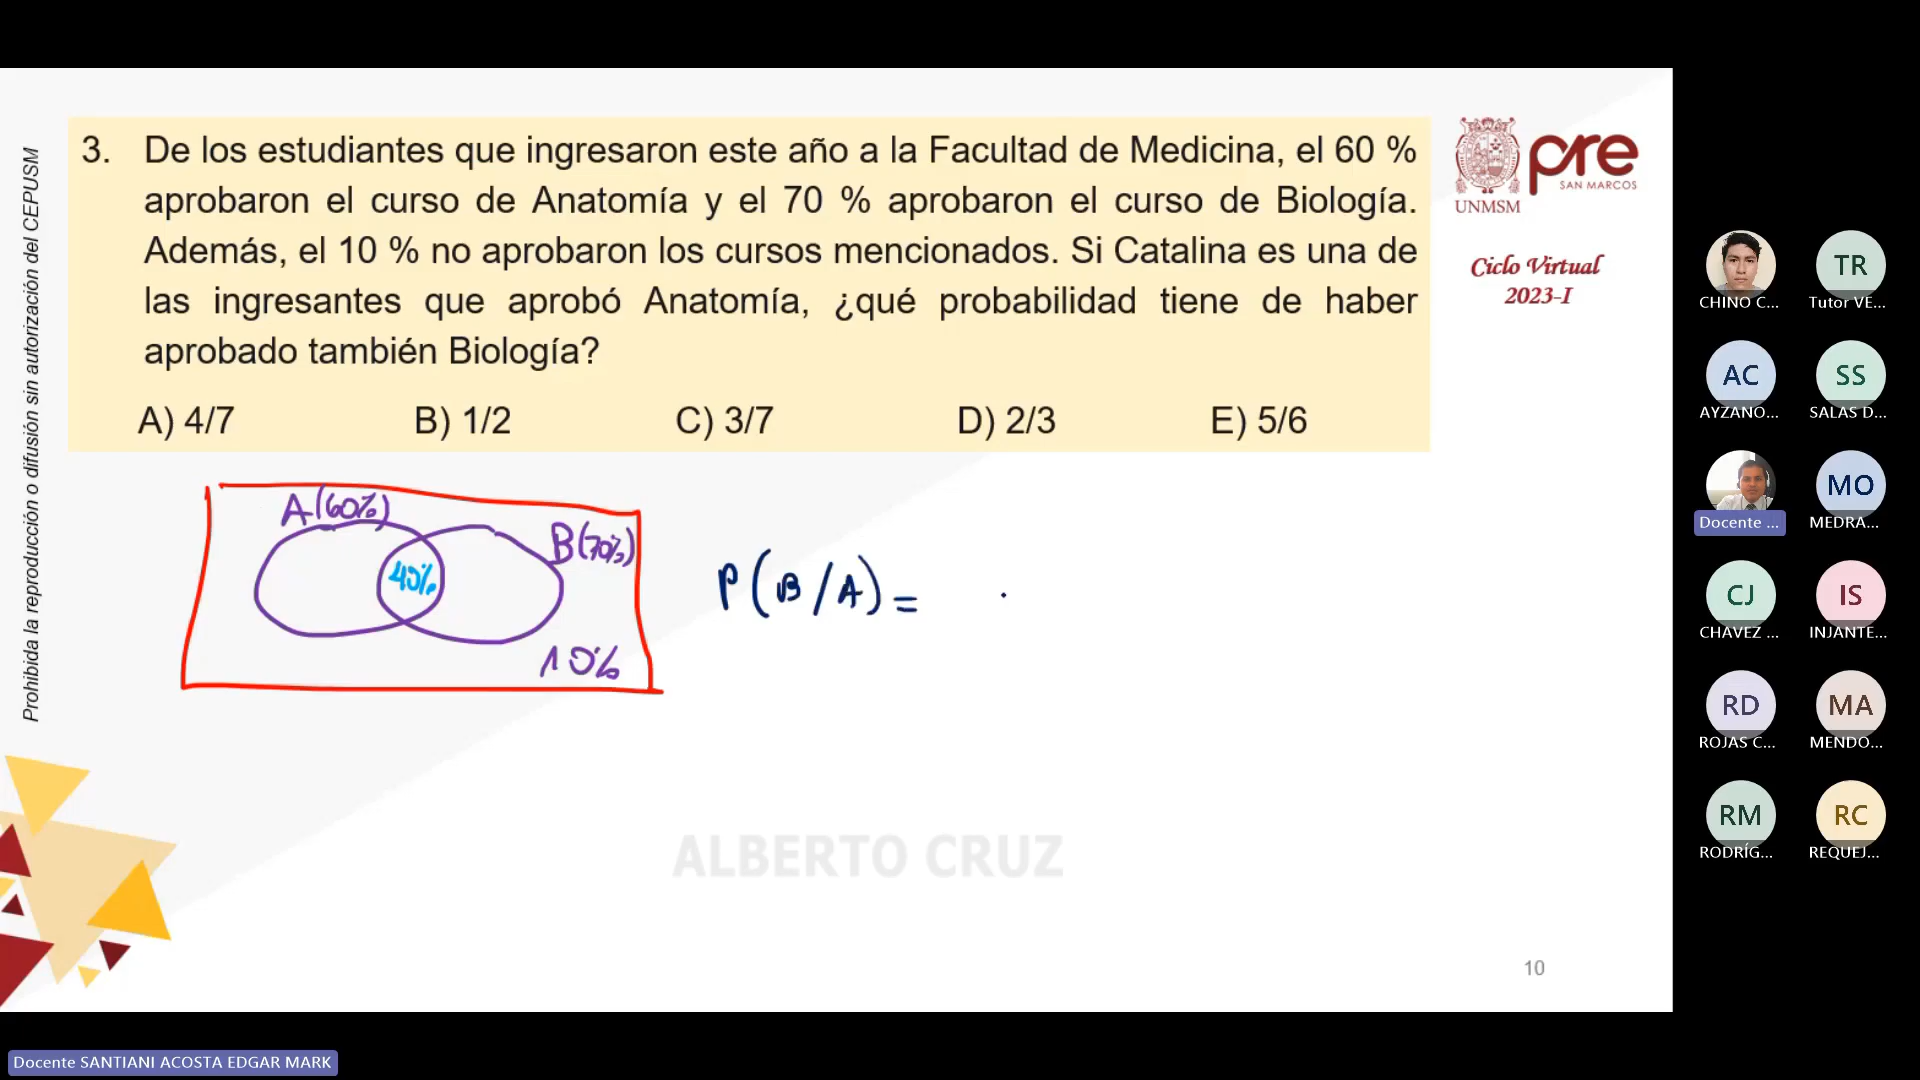 Prohibida la reproducción o difusión sin autorización del CEPUSM
3. De los estudiantes que ingresaron este año a la Facultad de Medicina, el 60 %
aprobaron el curso de Anatomía y el 70 % aprobaron el curso de Biología.
Además, el 10 % no aprobaron los cursos mencionados. Si Catalina es una de
las ingresantes que aprobó Anatomía, ¿qué probabilidad tiene de haber
aprobado también Biología?
A) 4/7 B) 1/2 C) 3/7 D) 2/3 E) 5/6
UNMSM
pre
SAN MARCOS
Ciclo Virtual
2023-I
A(60%)
B(70%)
40%
10%
P(B/A)=
ALBERTO CRUZ
10
CHINO C...
TR
Tutor VE...
AC
AYZANO...
SS
SALAS D...
Docente ...
MO
MEDRA...
CJ
CHAVEZ ...
IS
INJANTE...
RD
ROJAS C...
MA
MENDO...
RM
RODRÍG...
RC
REQUEJ...
Docente SANTIANI ACOSTA EDGAR MARK